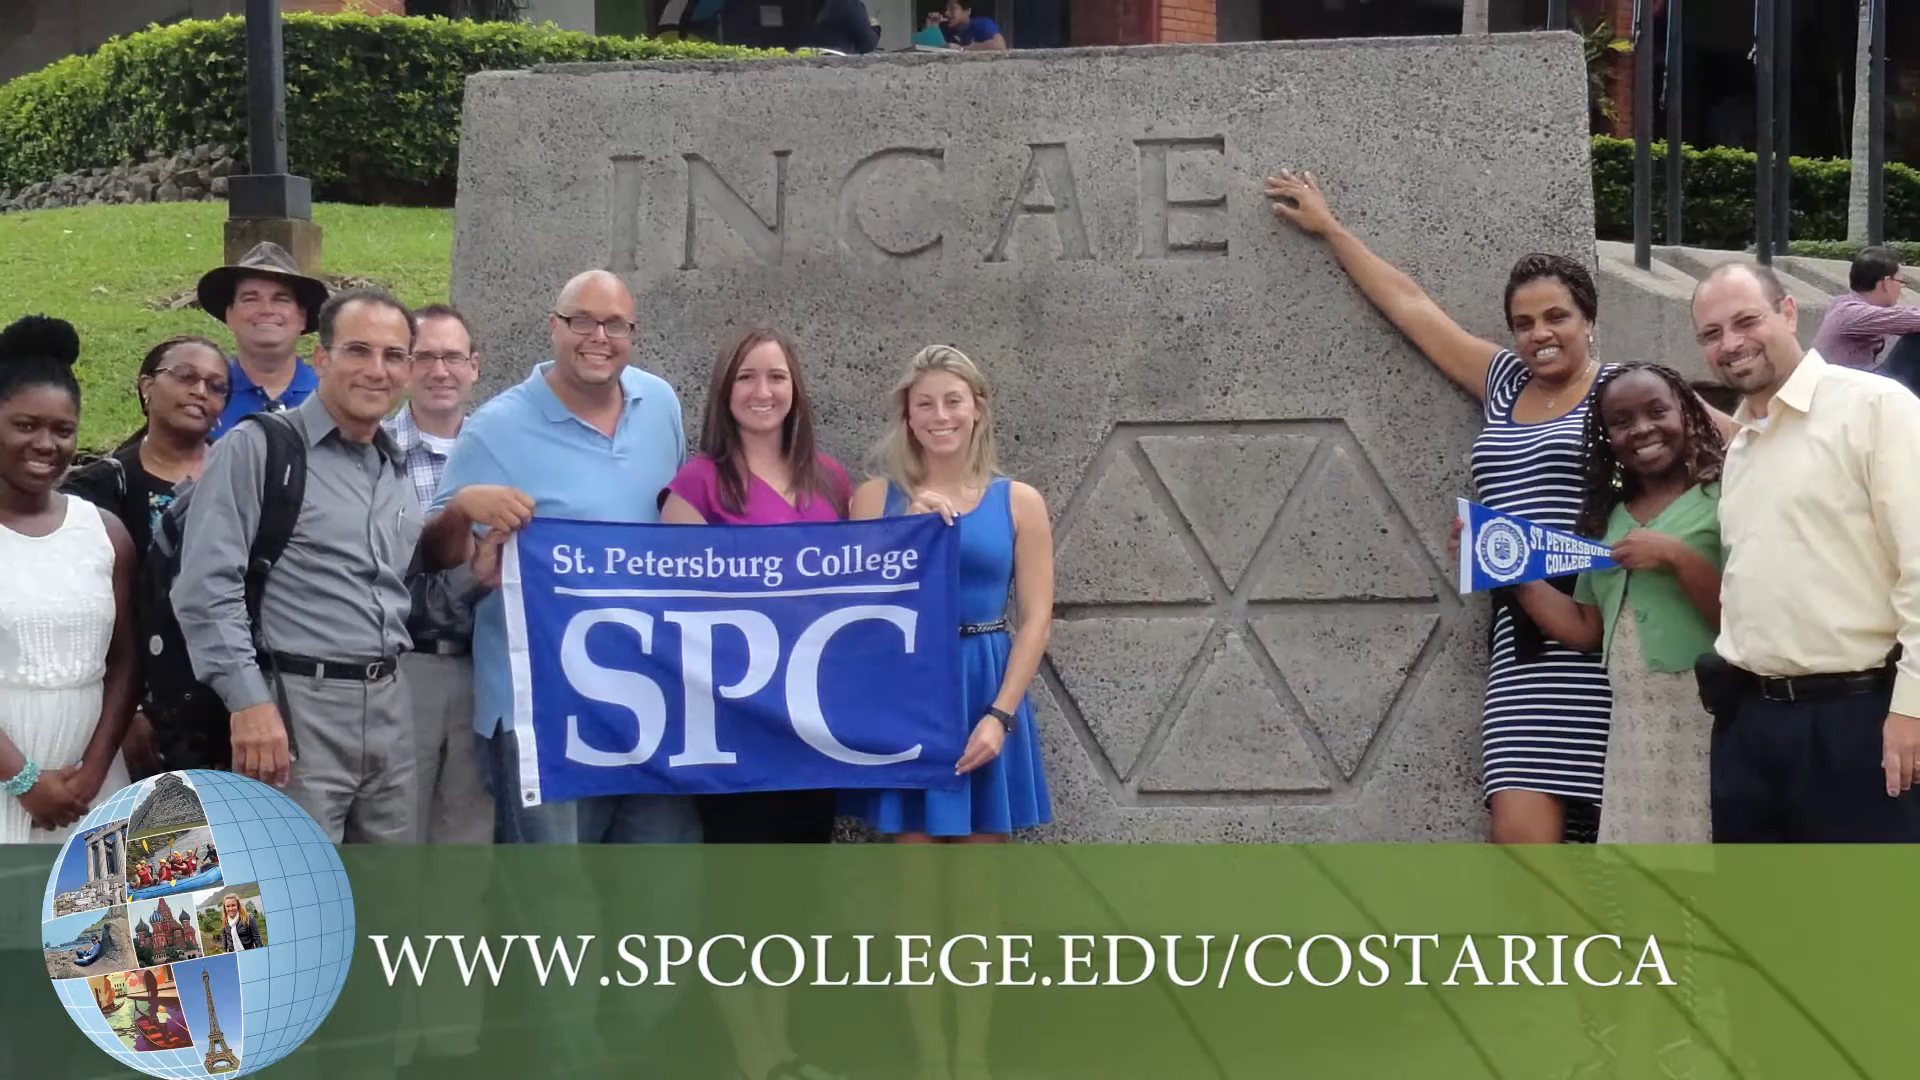 INCAE
St. Petersburg College
SPC
ST. PETERSBURG
COLLEGE
WWW.SPCOLLEGE.EDU/COSTARICA